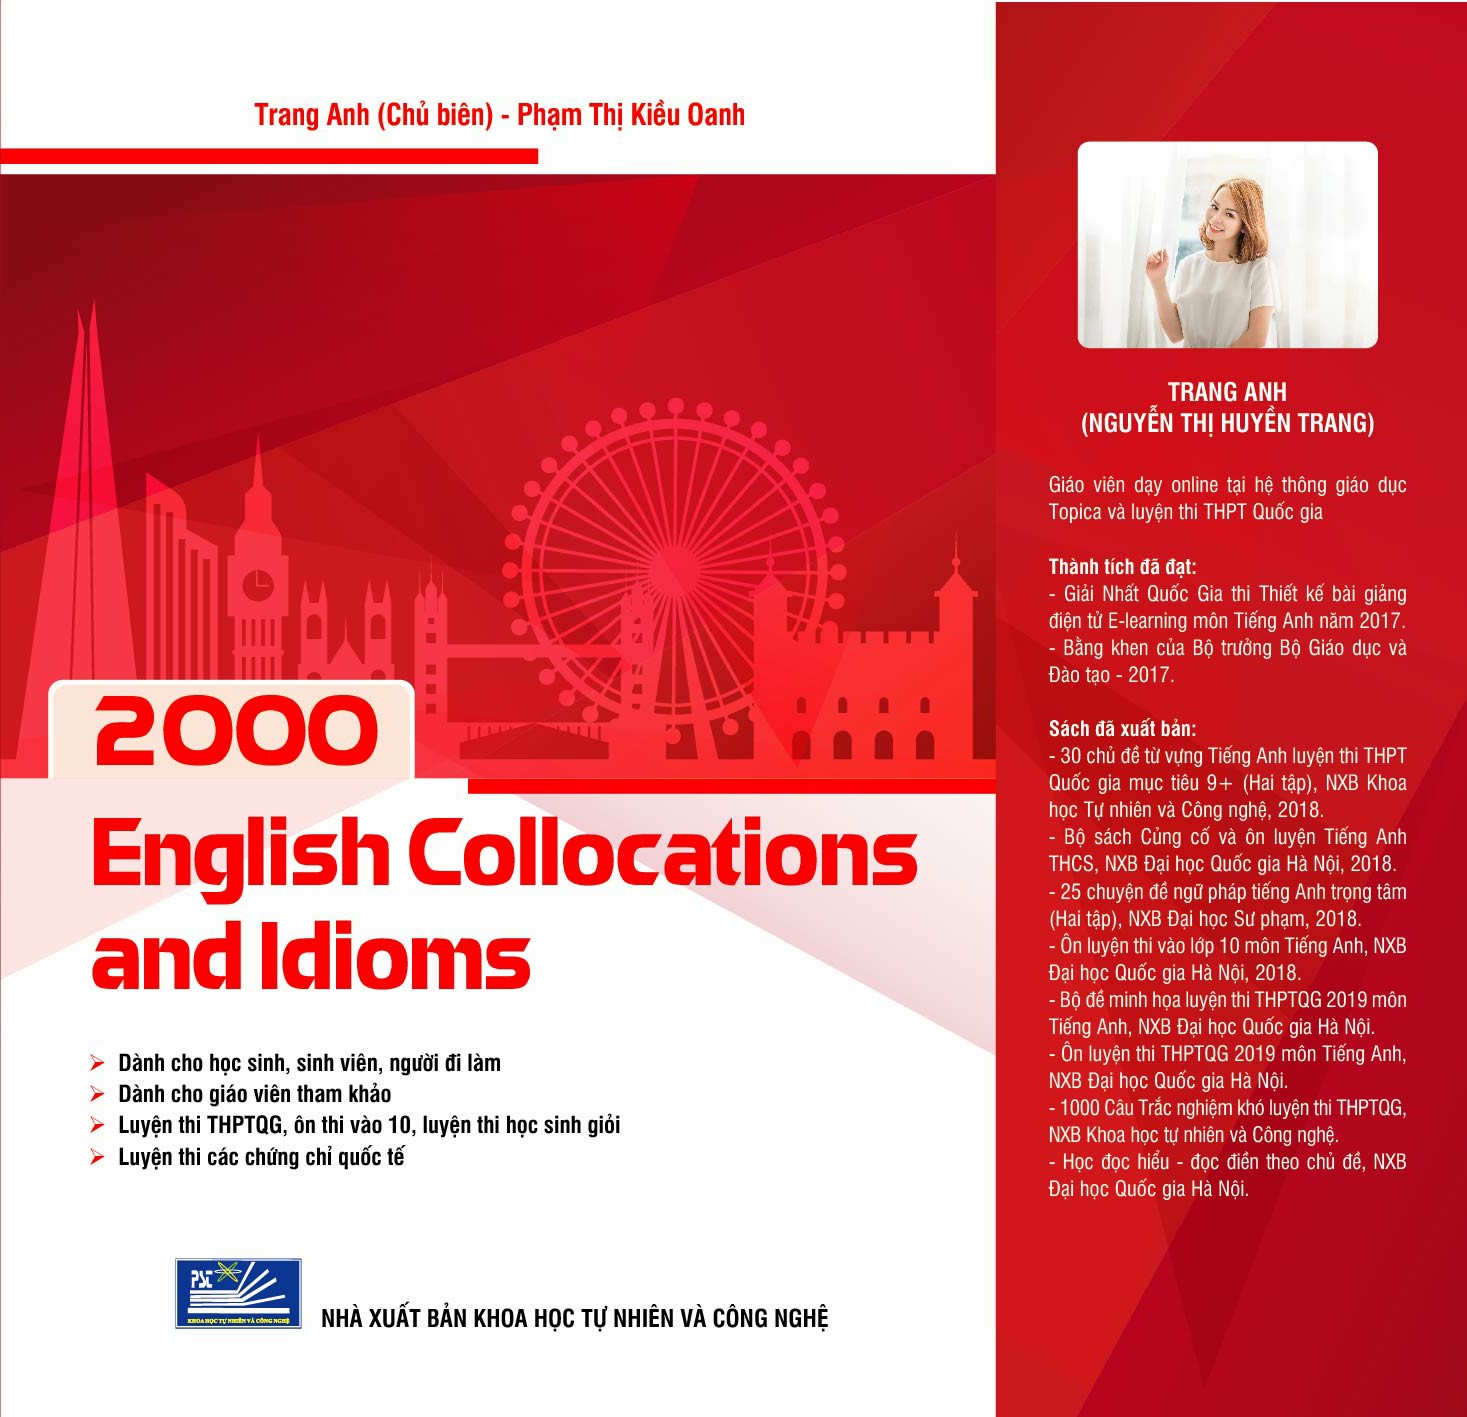 Trang Anh (Chủ biên) - Phạm Thị Kiều Oanh
2000
English Collocations
and Idioms
Dành cho học sinh, sinh viên, người đi làm
Dành cho giáo viên tham khảo
Luyện thi THPTQG, ôn thi vào 10, luyện thi học sinh giỏi
Luyện thi các chứng chỉ quốc tế
PSC
KHOA HỌC TỰ NHIÊN VÀ CÔNG NGHỆ
NHÀ XUẤT BẢN KHOA HỌC TỰ NHIÊN VÀ CÔNG NGHỆ
TRANG ANH
(NGUYỄN THỊ HUYỀN TRANG)
Giáo viên dạy online tại hệ thông giáo dục
Topica và luyện thi THPT Quốc gia
Thành tích đã đạt:
- Giải Nhất Quốc Gia thi Thiết kế bài giảng
điện tử E-learning môn Tiếng Anh năm 2017.
- Bằng khen của Bộ trưởng Bộ Giáo dục và
Đào tạo - 2017.
Sách đã xuất bản:
- 30 chủ đề từ vựng Tiếng Anh luyện thi THPT
Quốc gia mục tiêu 9+ (Hai tập), NXB Khoa
học Tự nhiên và Công nghệ, 2018.
- Bộ sách Củng cố và ôn luyện Tiếng Anh
THCS, NXB Đại học Quốc gia Hà Nội, 2018.
- 25 chuyện đề ngữ pháp tiếng Anh trọng tâm
(Hai tập), NXB Đại học Sư phạm, 2018.
- Ôn luyện thi vào lớp 10 môn Tiếng Anh, NXB
Đại học Quốc gia Hà Nội, 2018.
- Bộ đề minh họa luyện thi THPTQG 2019 môn
Tiếng Anh, NXB Đại học Quốc gia Hà Nội.
- Ôn luyện thi THPTQG 2019 môn Tiếng Anh,
NXB Đại học Quốc gia Hà Nội.
- 1000 Câu Trắc nghiệm khó luyện thi THPTQG,
NXB Khoa học tự nhiên và Công nghệ.
- Học đọc hiểu - đọc điền theo chủ đề, NXB
Đại học Quốc gia Hà Nội.